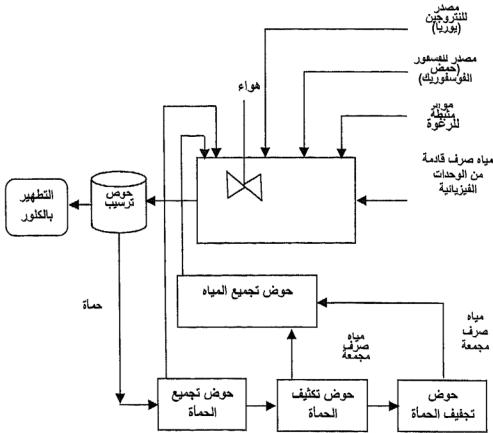 مصدر
للنتروجين
(يوريا)
مصدر للفسفور
(حمض
الفوسفوريك)
هواء
مواد
مثبطة
للرغوة
مياه صرف قادمة
من الوحدات
الفيزيائية
حوض
ترسيب
التطهير
بالكلور
حوض تجميع المياه
حمأة
مياه
صرف
مجمعة
مياه
صرف
مجمعة
حوض تجميع
الحمأة
حوض تكثيف
الحمأة
حوض
تجفيف الحمأة